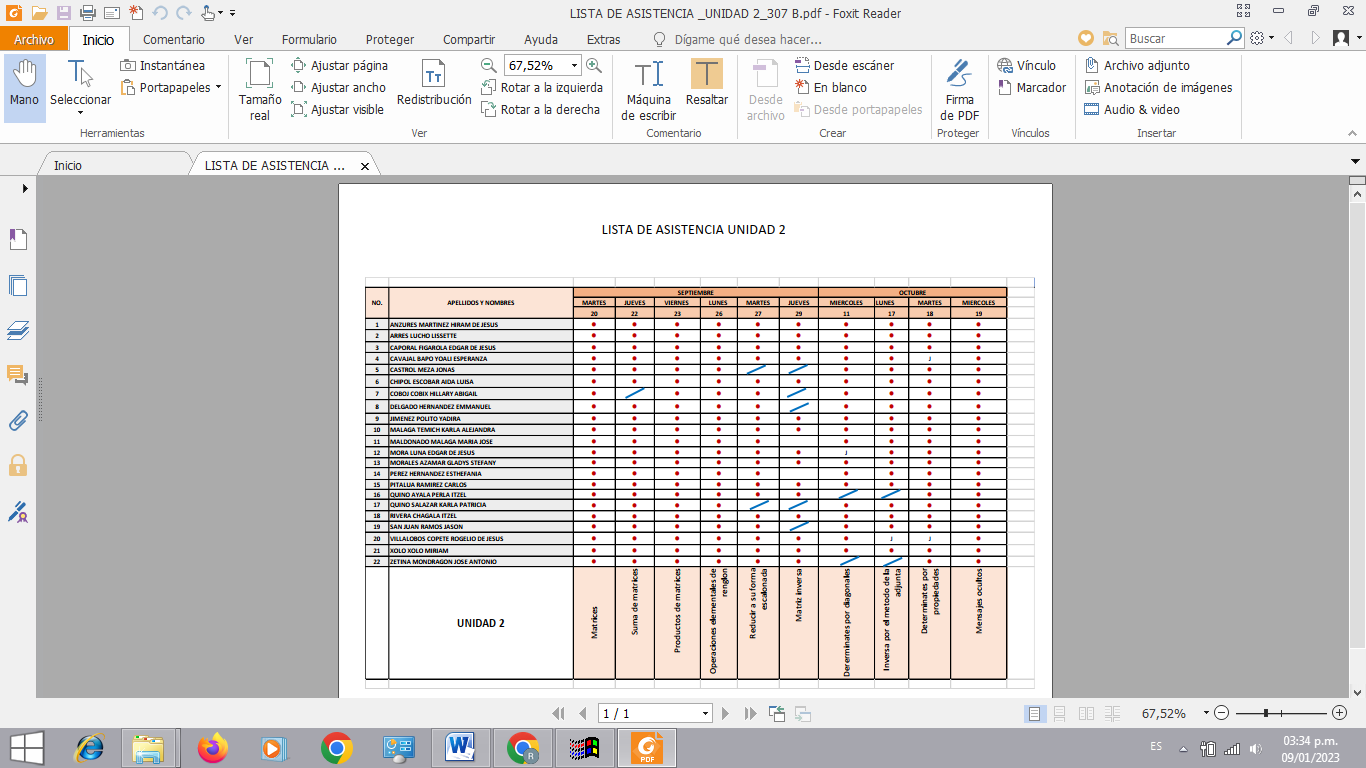 LISTA DE ASISTENCIA _UNIDAD 2_307 B.pdf - Foxit Reader
Archivo Inicio Comentario Ver Formulario Proteger Compartir Ayuda Extras Dígame qué desea hacer... Buscar
Mano
Seleccionar
Instantánea
Portapapeles
Herramientas
Tamaño real
Ajustar página
Ajustar ancho
Ajustar visible
Redistribución
67,52%
Rotar a la izquierda
Rotar a la derecha
Ver
Máquina de escribir
Resaltar
Comentario
Desde archivo
Desde escáner
En blanco
Desde portapapeles
Crear
Firma de PDF
Proteger
Vínculo
Marcador
Vínculos
Archivo adjunto
Anotación de imágenes
Audio & video
Insertar
Inicio
LISTA DE ASISTENCIA ...
LISTA DE ASISTENCIA UNIDAD 2
SEPTIEMBRE OCTUBRE
NO. APELLIDOS Y NOMBRES MARTES JUEVES VIERNES LUNES MARTES JUEVES MIERCOLES LUNES MARTES MIERCOLES
20 22 23 26 27 29 11 17 18 19
1 ANZURES MARTINEZ HIRAM DE JESUS
2 ARRES LUCHO LISSETTE
3 CAPORAL FIGAROLA EDGAR DE JESUS
4 CAVAJAL BAPO YOALI ESPERANZA J
5 CASTROL MEZA JONAS
6 CHIPOL ESCOBAR AIDA LUISA
7 COBOJ COBIX HILLARY ABIGAIL
8 DELGADO HERNANDEZ EMMANUEL
9 JIMENEZ POLITO YADIRA
10 MALAGA TEMICH KARLA ALEJANDRA
11 MALDONADO MALAGA MARIA JOSE
12 MORA LUNA EDGAR DE JESUS J
13 MORALES AZAMAR GLADYS STEFANY
14 PEREZ HERNANDEZ ESTHEFANIA
15 PITALUA RAMIREZ CARLOS
16 QUINO AYALA PERLA ITZEL
17 QUINO SALAZAR KARLA PATRICIA
18 RIVERA CHAGALA ITZEL
19 SAN JUAN RAMOS JASON
20 VILLALOBOS COPETE ROGELIO DE JESUS J J
21 XOLO XOLO MIRIAM
22 ZETINA MONDRAGON JOSE ANTONIO
UNIDAD 2
Matrices
Suma de matrices
Productos de matrices
Operaciones elementales de renglon
Reducir a su forma escalonada
Matriz inversa
Dererminates por diagonales
Inversa por el metodo de la adjunta
Determinates por propiedades
Mensajes ocultos
1 / 1
67,52%
ES
03:34 p.m.
09/01/2023